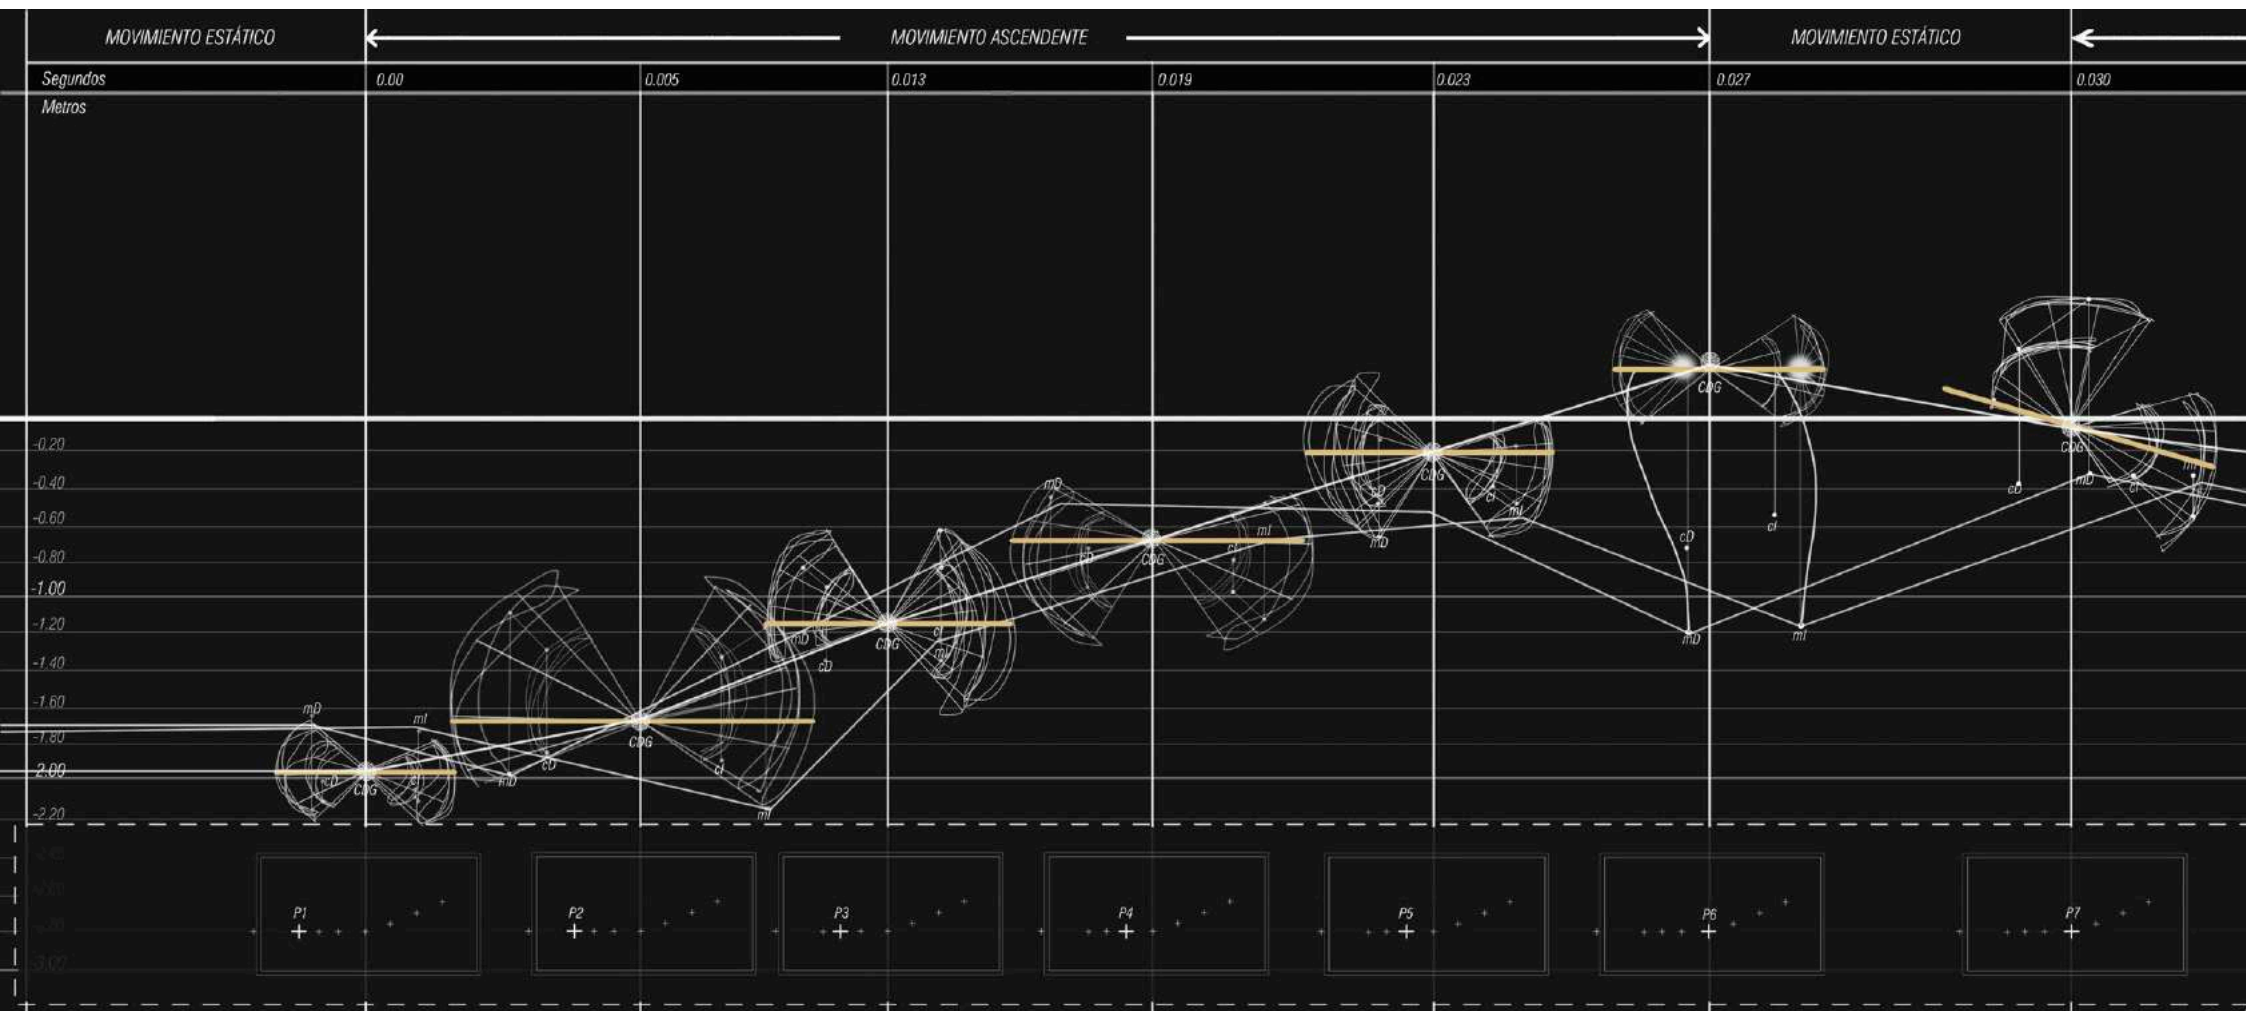 MOVIMIENTO ESTÁTICO
MOVIMIENTO ASCENDENTE
MOVIMIENTO ESTÁTICO
Segundos
0.00
0.005
0.013
0.019
0.023
0.027
0.030
Metros
-0.20
-0.40
-0.60
-0.80
-1.00
-1.20
-1.40
-1.60
-1.80
2.00
-2.20
mD
mI
cD
CDG
mD
cD
CDG
cI
mI
mD
cD
CDG
cI
mD
cD
CDG
cI
mI
cD
mD
CDG
cI
mI
CDG
cD
cI
mD
mI
CDG
cD
mD
cI
mI
P1
P2
P3
P4
P5
P6
P7